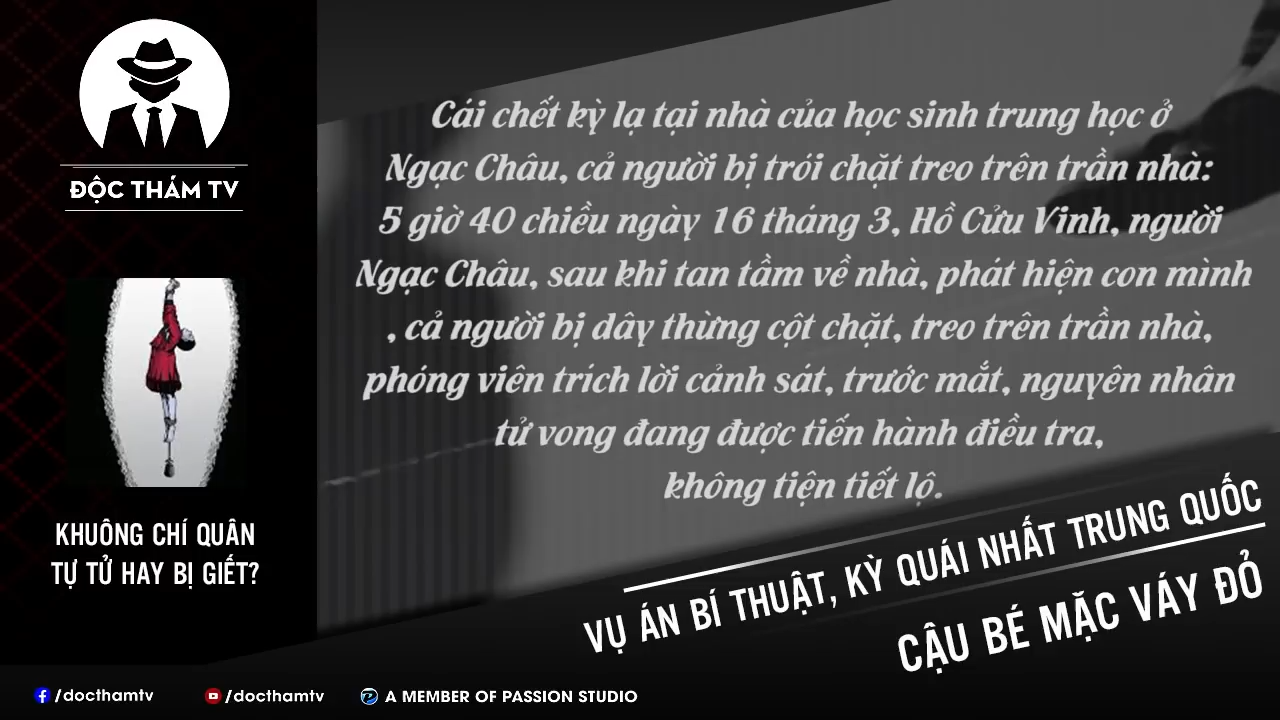 ĐỘC THÁM TV
KHUÔNG CHÍ QUÂN
TỰ TỬ HAY BỊ GIẾT?
Cái chết kỳ lạ tại nhà của học sinh trung học ở
Ngạc Châu, cả người bị trói chặt treo trên trần nhà:
5 giờ 40 chiều ngày 16 tháng 3, Hồ Cửu Vinh, người
Ngạc Châu, sau khi tan tầm về nhà, phát hiện con mình
, cả người bị dây thừng cột chặt, treo trên trần nhà,
phóng viên trích lời cảnh sát, trước mắt, nguyên nhân
tử vong đang được tiến hành điều tra,
không tiện tiết lộ.
VỤ ÁN BÍ THUẬT, KỲ QUÁI NHẤT TRUNG QUỐC
CẬU BÉ MẶC VÁY ĐỎ
/docthamtv
/docthamtv
A MEMBER OF PASSION STUDIO